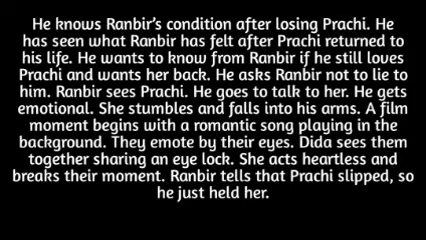 He knows Ranbir's condition after losing Prachi. He
has seen what Ranbir has felt after Prachi returned to
his life. He wants to know from Ranbir if he still loves
Prachi and wants her back. He asks Ranbir not to lie to
him. Ranbir sees Prachi. He goes to talk to her. He gets
emotional. She stumbles and falls into his arms. A film
moment begins with a romantic song playing in the
background. They emote by their eyes. Dida sees them
together sharing an eye lock. She acts heartless and
breaks their moment. Ranbir tells that Prachi slipped, so
he just held her.